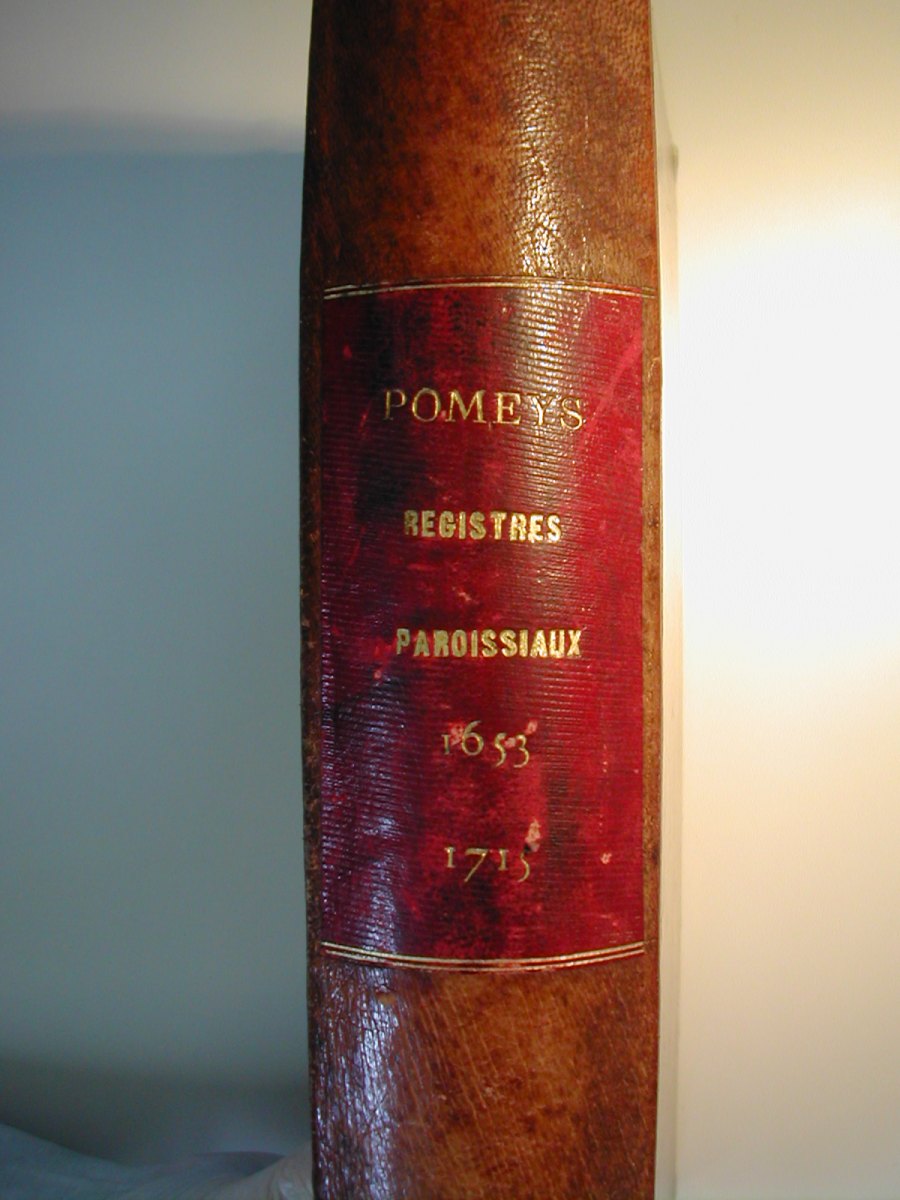 POMEYS
REGISTRES
PAROISSIAUX
1653
1715